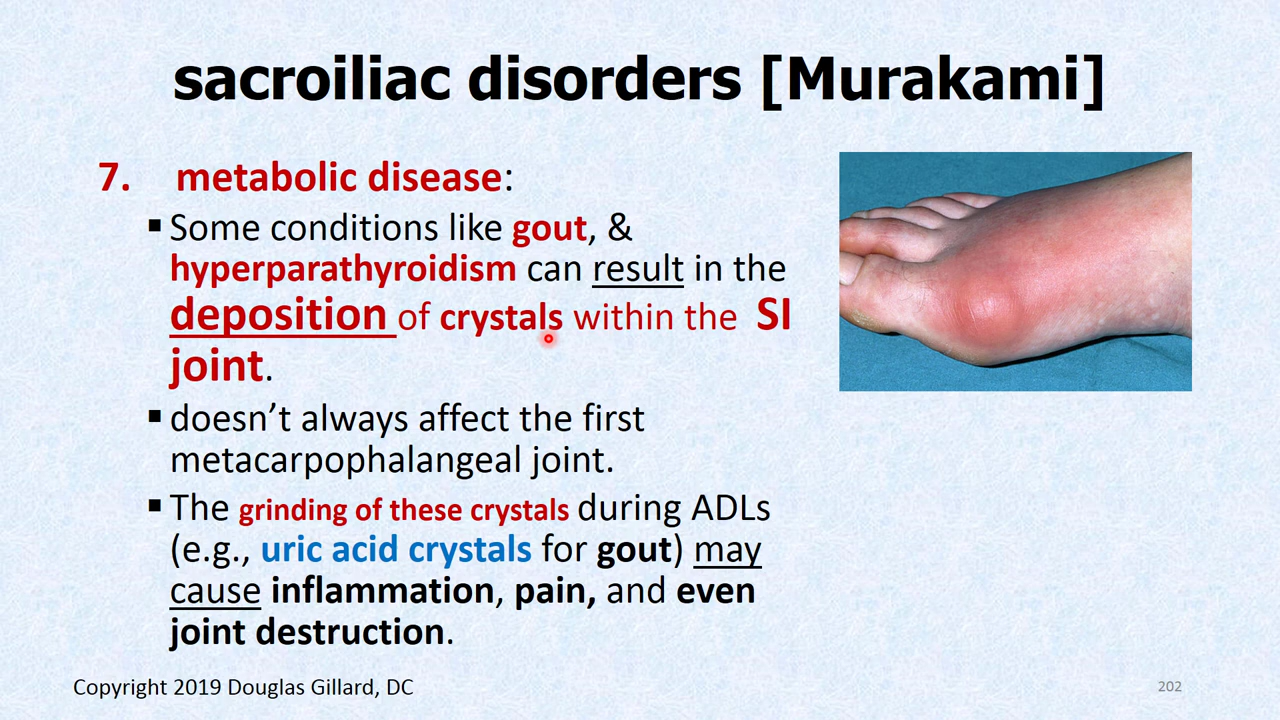 sacroiliac disorders [Murakami]
7. metabolic disease:
▪ Some conditions like gout, &
hyperparathyroidism can result in the
deposition of crystals within the SI
joint.
▪ doesn’t always affect the first
metacarpophalangeal joint.
▪ The grinding of these crystals during ADLs
(e.g., uric acid crystals for gout) may
cause inflammation, pain, and even
joint destruction.
Copyright 2019 Douglas Gillard, DC
202